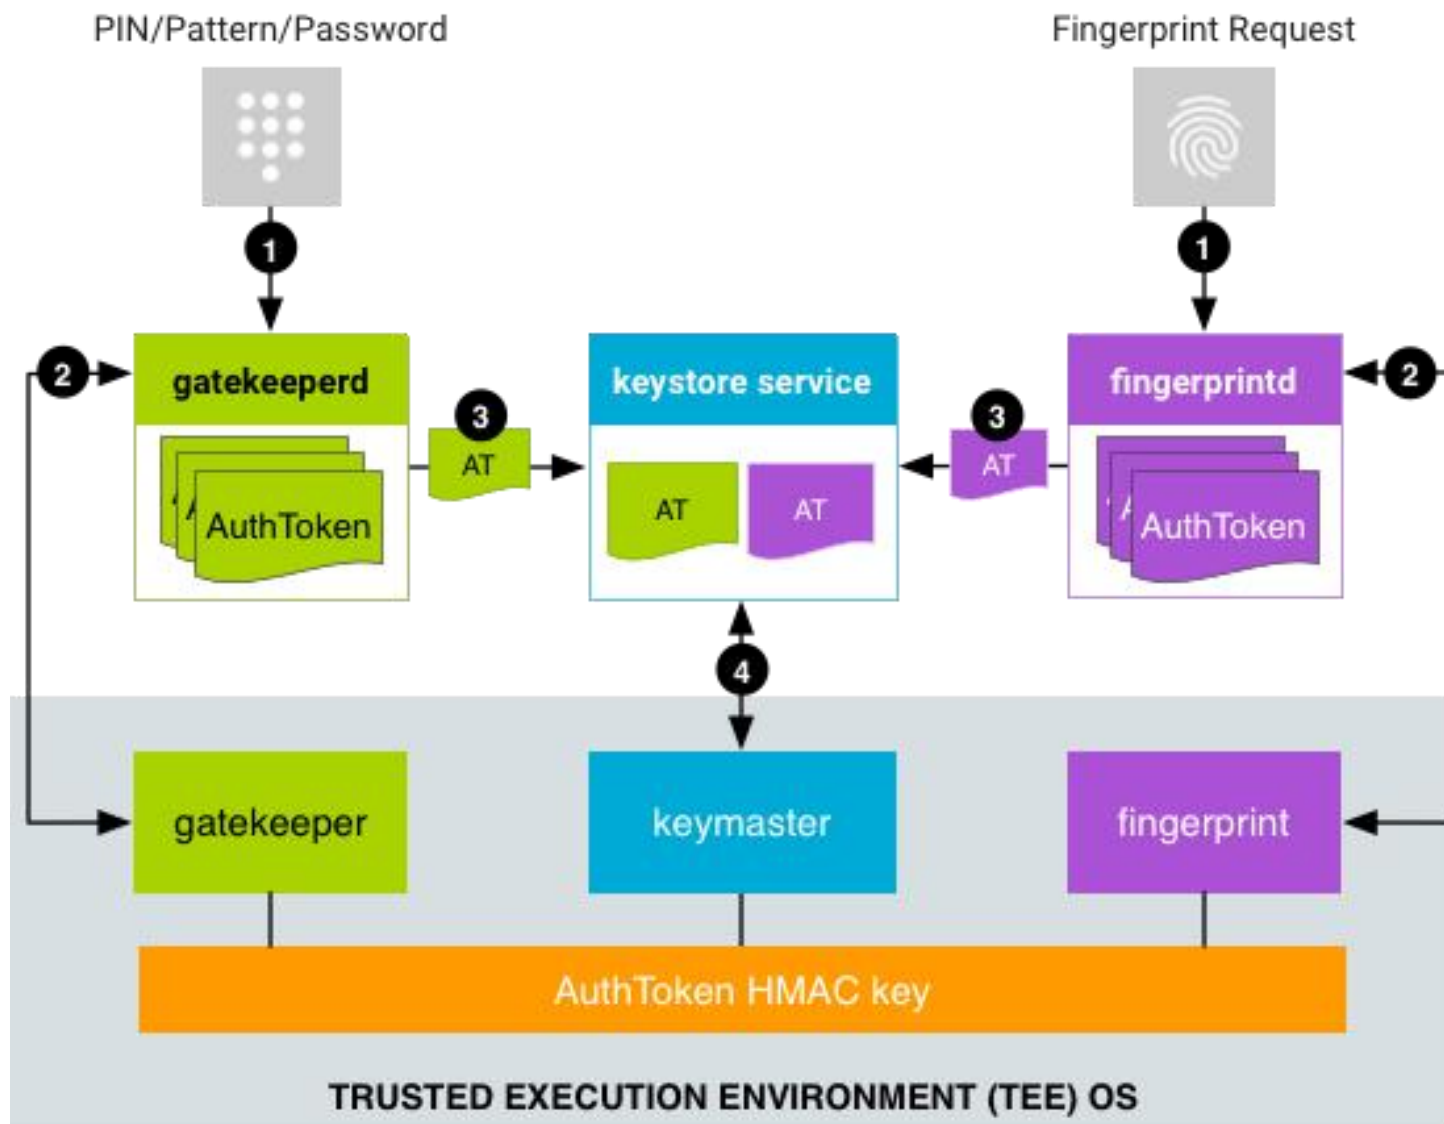 PIN/Pattern/Password
Fingerprint Request
1
1
2
gatekeeperd
3
AT
keystore service
3
AT
fingerprintd
2
AuthToken
AT
AT
AuthToken
4
gatekeeper
keymaster
fingerprint
AuthToken HMAC key
TRUSTED EXECUTION ENVIRONMENT (TEE) OS